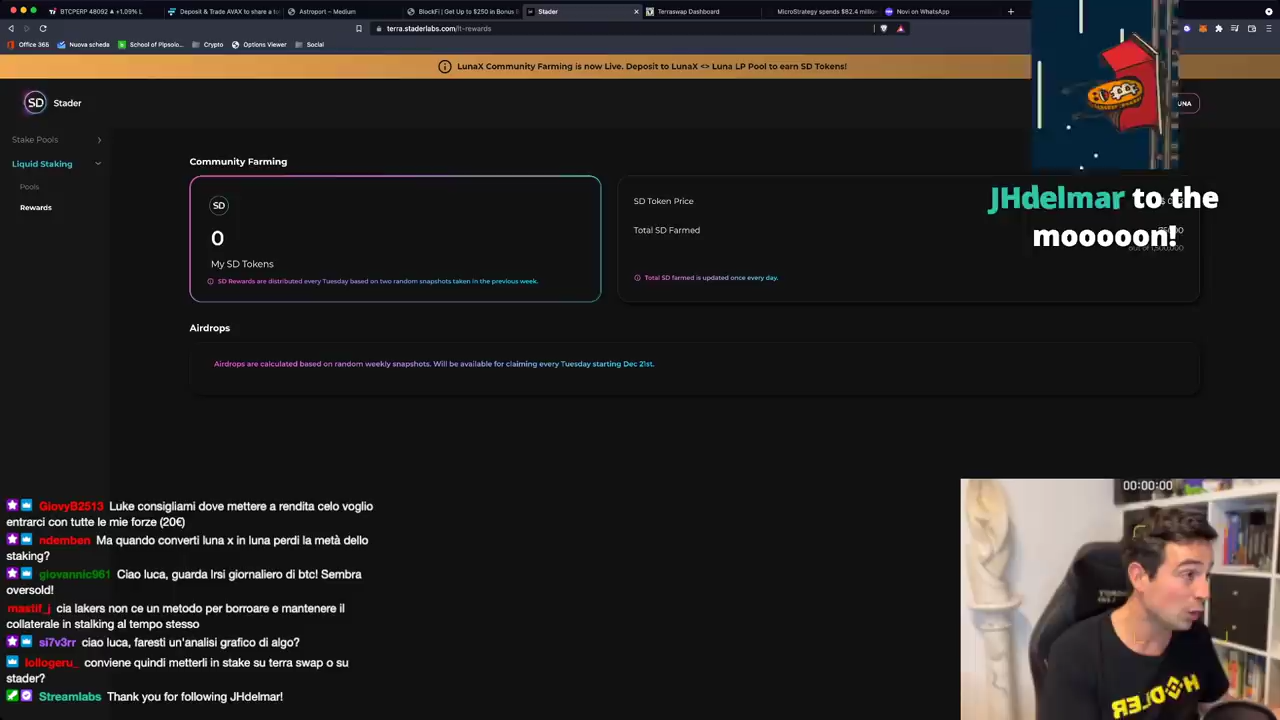 BTCPERP 48092 ▲ +1.09% L
Deposit & Trade AVAX to share a to
Astroport – Medium
BlockFi | Get Up to $250 in Bonus B
Stader
Terraswap Dashboard
MicroStrategy spends $82.4 million
Novi on WhatsApp
terra.staderlabs.com/lt-rewards
Office 365
Nuova scheda
School of Pipsolo...
Crypto
Options Viewer
Social
LunaX Community Farming is now Live. Deposit to LunaX <> Luna LP Pool to earn SD Tokens!
SD Stader
UNA
Stake Pools
Liquid Staking
Pools
Rewards
Community Farming
SD
0
My SD Tokens
SD Rewards are distributed every Tuesday based on two random snapshots taken in the previous week.
SD Token Price
Total SD Farmed
Total SD farmed is updated once every day.
JHdelmar to the
mooooon!
Airdrops
Airdrops are calculated based on random weekly snapshots. Will be available for claiming every Tuesday starting Dec 21st.
GiovyB2513 Luke consigliami dove mettere a rendita celo voglio
entrarci con tutte le mie forze (20€)
ndemben Ma quando converti luna x in luna perdi la metà dello
staking?
giovannic961 Ciao luca, guarda lrsi giornaliero di btc! Sembra
oversold!
mastif_j cia lakers non ce un metodo per borroare e mantenere il
collaterale in stalking al tempo stesso
si7v3rr ciao luca, faresti un'analisi grafico di algo?
lollogeru_ conviene quindi metterli in stake su terra swap o su
stader?
Streamlabs Thank you for following JHdelmar!
00:00:00
HODLER